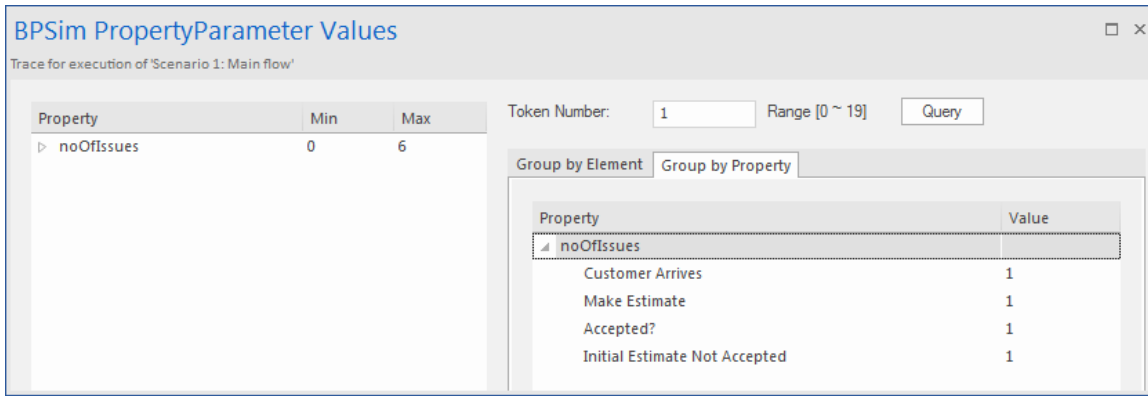 BPSim PropertyParameter Values
Trace for execution of 'Scenario 1: Main flow'
Property Min Max
noOfIssues 0 6
Token Number: 1 Range [0 ~ 19] Query
Group by Element Group by Property
Property Value
noOfIssues
Customer Arrives 1
Make Estimate 1
Accepted? 1
Initial Estimate Not Accepted 1